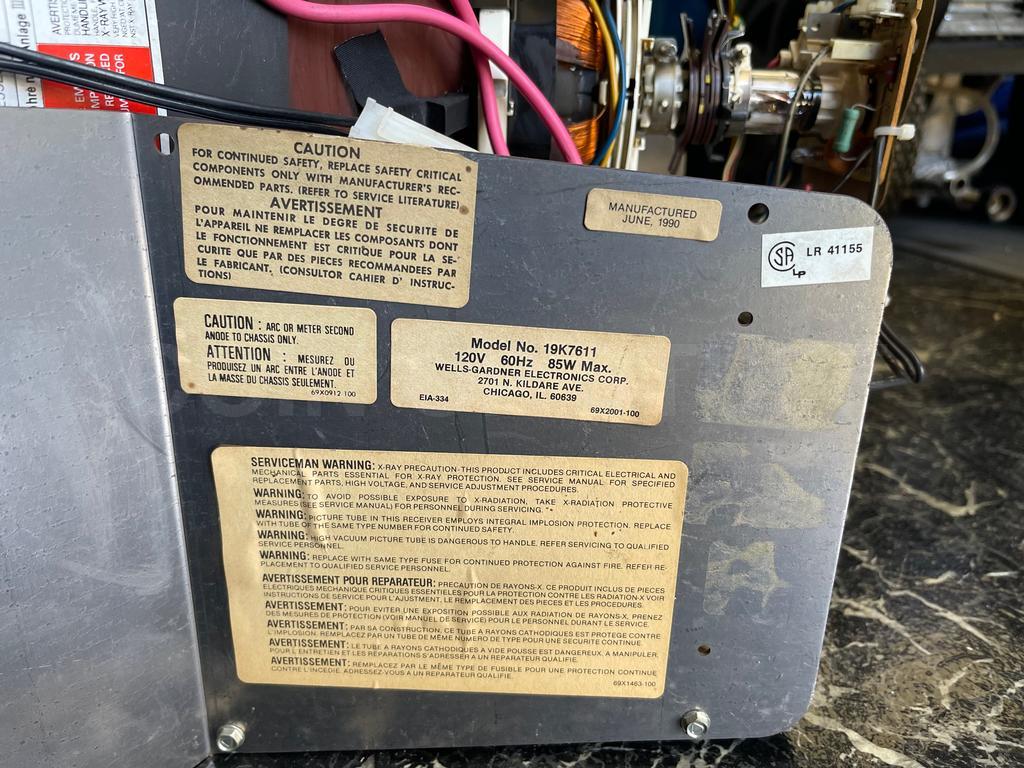 Anlage III
CAUTION
FOR CONTINUED SAFETY, REPLACE SAFETY CRITICAL
COMPONENTS ONLY WITH MANUFACTURER'S REC-
OMMENDED PARTS. (REFER TO SERVICE LITERATURE)
AVERTISSEMENT
POUR MAINTENIR LE DEGRE DE SECURITE DE
L'APPAREIL NE REMPLACER LES COMPOSANTS DONT
LE FONCTIONNEMENT EST CRITIQUE POUR LA SE-
CURITE QUE PAR DES PIECES RECOMMANDEES PAR
LE FABRICANT. (CONSULTOR CAHIER D' INSTRUC-
TIONS)
MANUFACTURED
JUNE, 1990
SA LR 41155
LP
CAUTION : ARC OR METER SECOND
ANODE TO CHASSIS ONLY.
ATTENTION : MESUREZ OU
PRODUISEZ UN ARC ENTRE L'ANODE ET
LA MASSE DU CHASSIS SEULEMENT.
69X0912-100
Model No. 19K7611
120V 60Hz 85W Max.
WELLS-GARDNER ELECTRONICS CORP.
2701 N. KILDARE AVE.
CHICAGO, IL. 60639
EIA-334 69X2001-100
SERVICEMAN WARNING: X-RAY PRECAUTION-THIS PRODUCT INCLUDES CRITICAL ELECTRICAL AND
MECHANICAL PARTS ESSENTIAL FOR X-RAY PROTECTION. SEE SERVICE MANUAL FOR SPECIFIED
REPLACEMENT PARTS, HIGH VOLTAGE, AND SERVICE ADJUSTMENT PROCEDURES.
WARNING: TO AVOID POSSIBLE EXPOSURE TO X-RADIATION, TAKE X-RADIATION PROTECTIVE
MEASURES (SEE SERVICE MANUAL) FOR PERSONNEL DURING SERVICING.
WARNING: PICTURE TUBE IN THIS RECEIVER EMPLOYS INTEGRAL IMPLOSION PROTECTION. REPLACE
WITH TUBE OF THE SAME TYPE NUMBER FOR CONTINUED SAFETY.
WARNING: HIGH VACUUM PICTURE TUBE IS DANGEROUS TO HANDLE. REFER SERVICING TO QUALIFIED
SERVICE PERSONNEL.
WARNING: REPLACE WITH SAME TYPE FUSE FOR CONTINUED PROTECTION AGAINST FIRE. REFER RE-
PLACEMENT TO QUALIFIED SERVICE PERSONNEL.
AVERTISSEMENT POUR REPARATEUR: PRECAUTION DE RAYONS-X. CE PRODUIT INCLUS DE PIECES
ELECTRIQUES MECHANIQUE CRITIQUES ESSENTIELLES POUR LA PROTECTION CONTRE LES RADIATION-X VOIR
INSTRUCTIONS DE SERVICE POUR L'AJUSTMENT, LE REMPLACEMENT DES PIECES ET LES PROCEDURES.
AVERTISSEMENT: POUR EVITER UNE EXPOSITION POSSIBLE AUX RADIATION DE RAYONS-X, PRENEZ
DES MESURES DE PROTECTION (VOIR MANUEL DE SERVICE) POUR LE PERSONNEL DURANT LE SERVICE.
AVERTISSEMENT: PAR SA CONSTRUCTION, CE TUBE A RAYONS CATHODIQUES EST PROTEGE CONTRE
L'IMPLOSION. REMPLACEZ PAR UN TUBE DE MÊME NUMERO DE TYPE POUR UNE SECURITE CONTINUE.
AVERTISSEMENT: LE TUBE A RAYONS CATHODIQUES A VIDE POUSSE EST DANGEREUX, A MANIPULER,
POUR L'ENTRETIEN ET LES RÉPARATIONS S'ADRESSER A UN REPARATEUR QUALIFIE.
AVERTISSEMENT: REMPLACEZ PAR LE MÊME TYPE DE FUSIBLE POUR UNE PROTECTION CONTINUE
CONTRE L'INCEDIE. ADRESSEZ-VOUS A UN REPARATEUR QUALIFIE.
69X1463-100